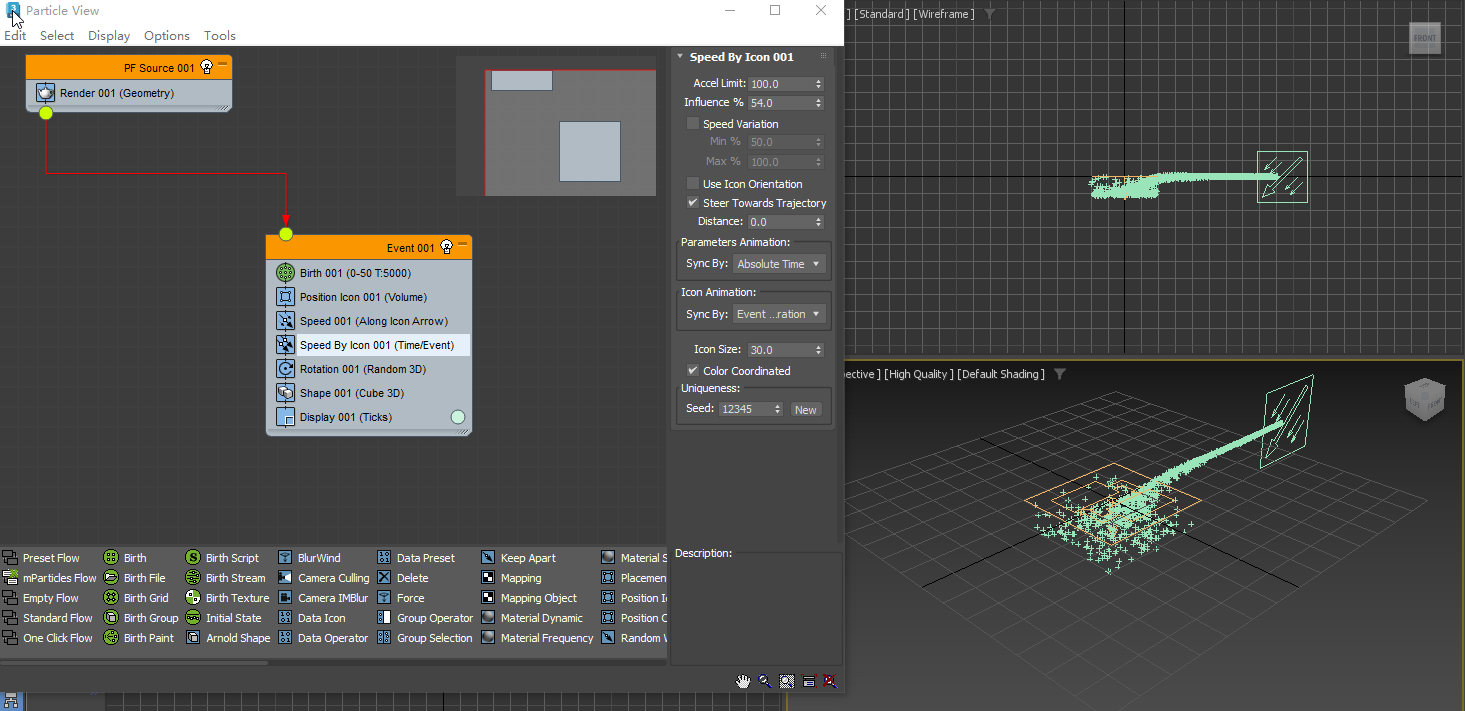 Particle View
Edit Select Display Options Tools
PF Source 001
Render 001 (Geometry)
Event 001
Birth 001 (0-50 T:5000)
Position Icon 001 (Volume)
Speed 001 (Along Icon Arrow)
Speed By Icon 001 (Time/Event)
Rotation 001 (Random 3D)
Shape 001 (Cube 3D)
Display 001 (Ticks)
Speed By Icon 001
Accel Limit: 100.0
Influence % 54.0
Speed Variation
Min % 50.0
Max % 100.0
Use Icon Orientation
Steer Towards Trajectory
Distance: 0.0
Parameters Animation:
Sync By: Absolute Time
Icon Animation:
Sync By: Event ...ration
Icon Size: 30.0
Color Coordinated
Uniqueness:
Seed: 12345 New
Description:
Preset Flow Birth Birth Script BlurWind Data Preset Keep Apart Material S
mParticles Flow Birth File Birth Stream Camera Culling Delete Mapping Placemen
Empty Flow Birth Grid Birth Texture Camera IMBlur Force Mapping Object Position I
Standard Flow Birth Group Initial State Data Icon Group Operator Material Dynamic Position O
One Click Flow Birth Paint Arnold Shape Data Operator Group Selection Material Frequency Random W
] [Standard ] [Wireframe ]
FRONT
ective ] [High Quality ] [Default Shading ]